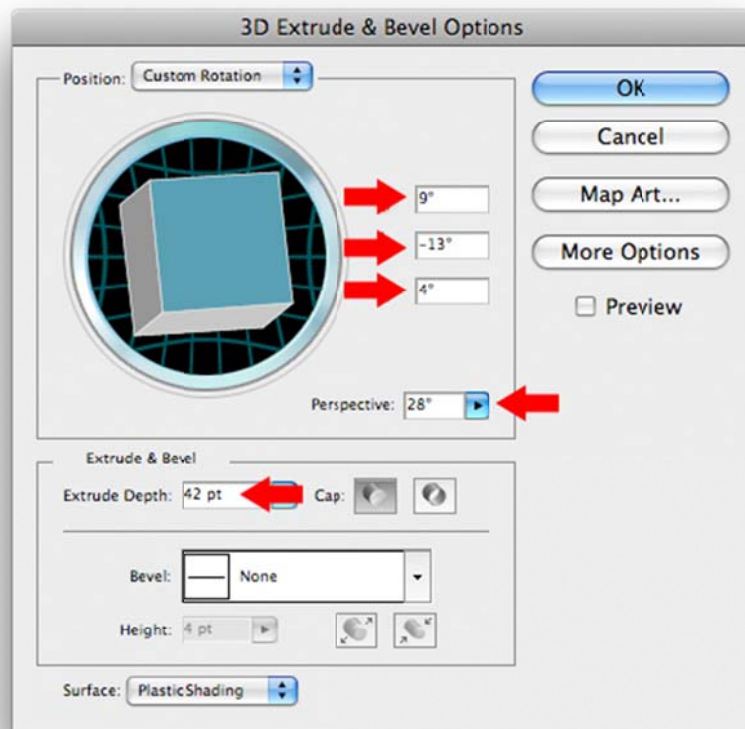 3D Extrude & Bevel Options
Position: Custom Rotation
OK
Cancel
Map Art...
More Options
Preview
9°
-13°
4°
Perspective: 28°
Extrude & Bevel
Extrude Depth: 42 pt
Cap:
Bevel: None
Height: 4 pt
Surface: PlasticShading